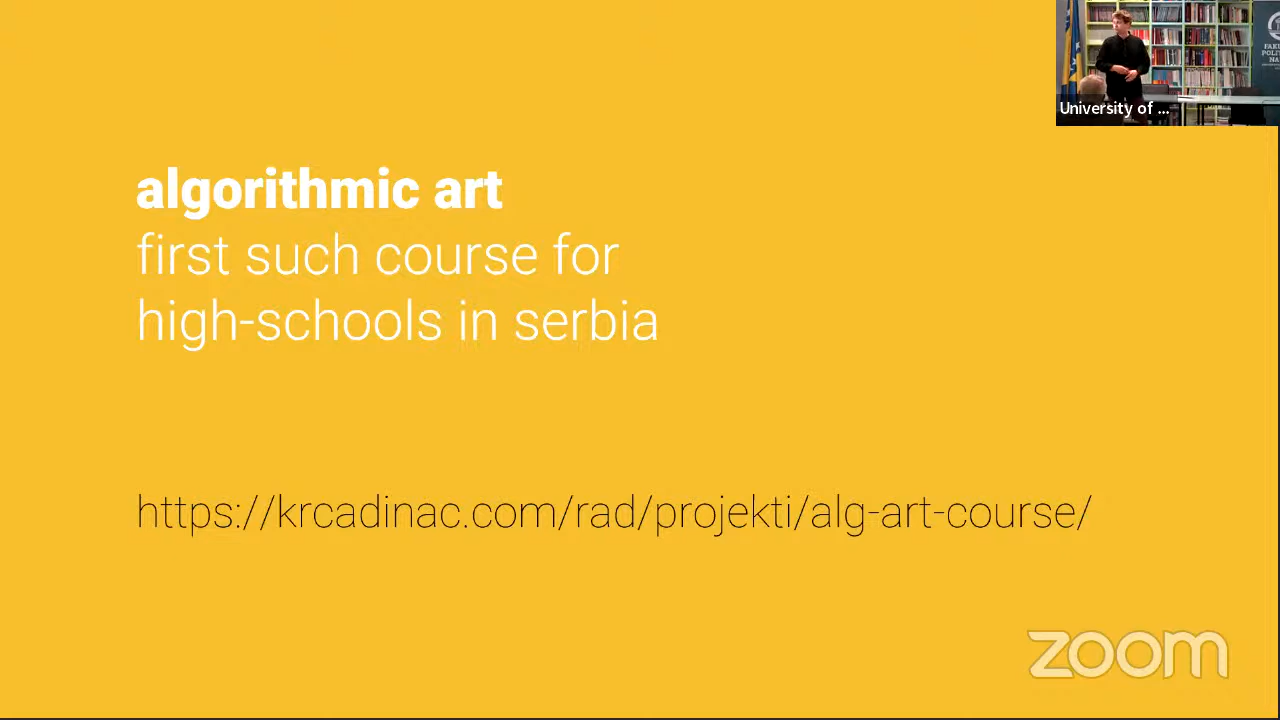 University of ...
algorithmic art
first such course for
high-schools in serbia
https://krcadinac.com/rad/projekti/alg-art-course/
zoom